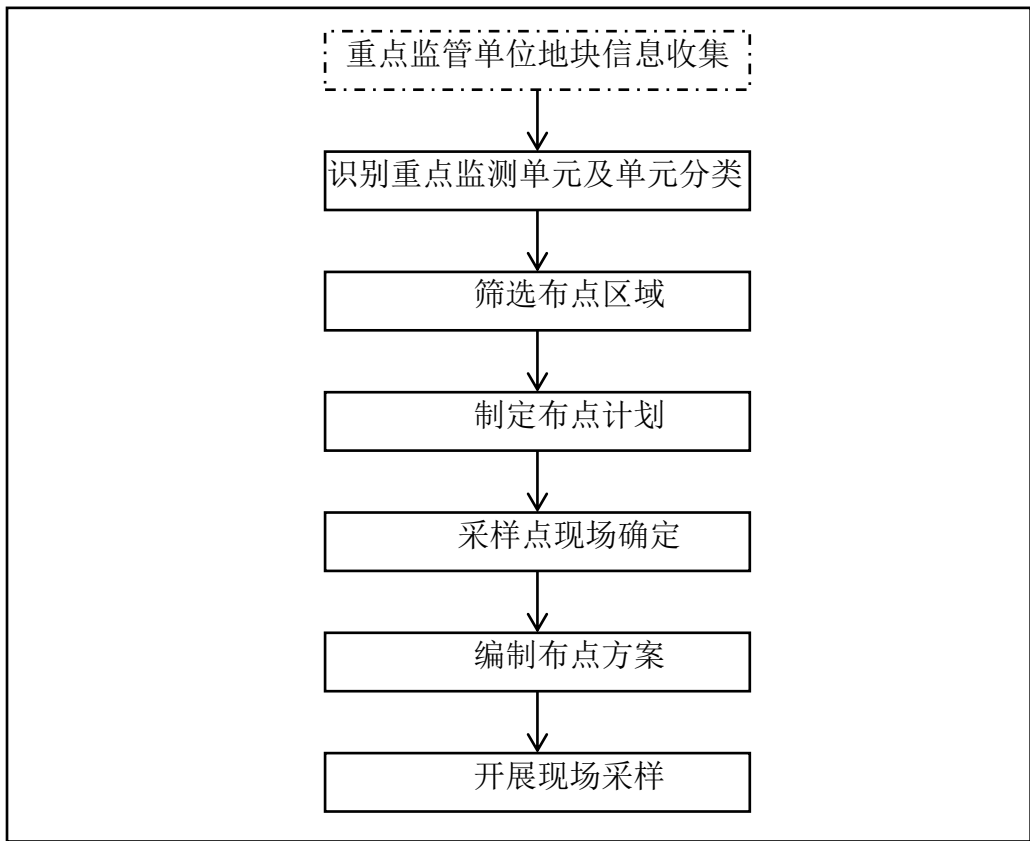 重点监管单位地块信息收集
识别重点监测单元及单元分类
筛选布点区域
制定布点计划
采样点现场确定
编制布点方案
开展现场采样